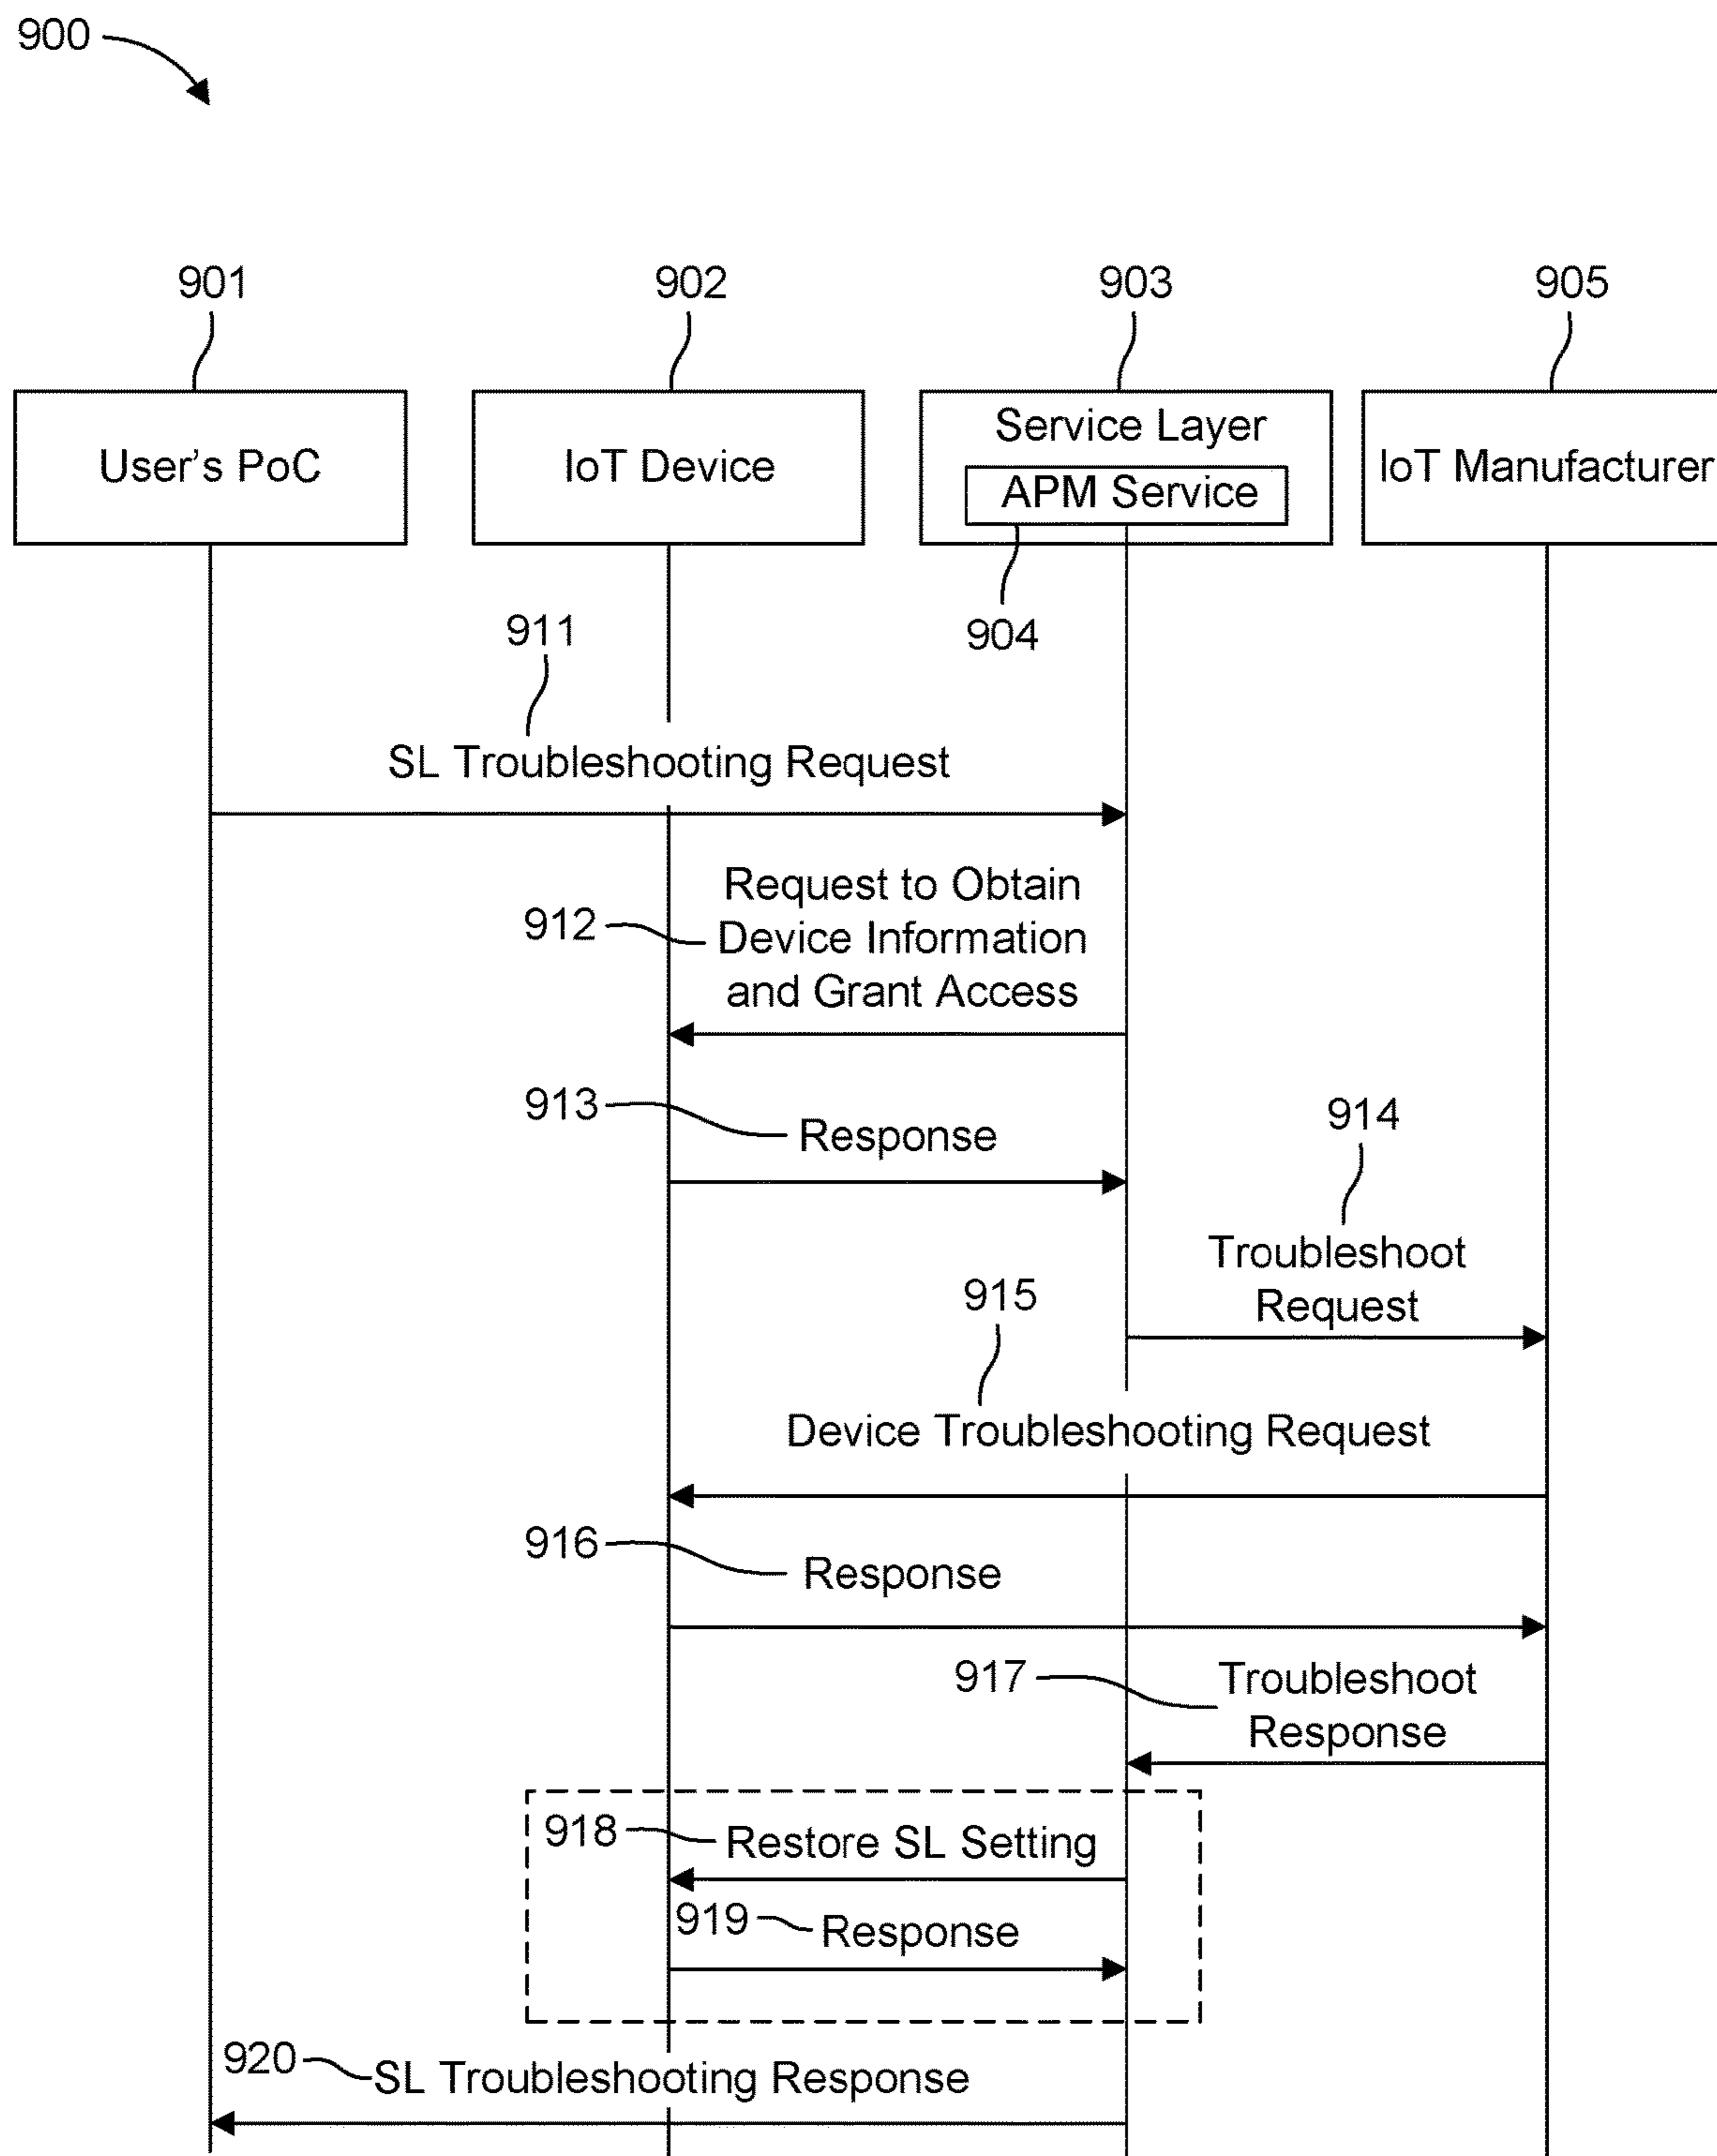 900
901
902
903
905
User's PoC
IoT Device
Service Layer
APM Service
IoT Manufacturer
904
911
SL Troubleshooting Request
912
Request to Obtain
Device Information
and Grant Access
913
Response
914
Troubleshoot
Request
915
Device Troubleshooting Request
916
Response
917
Troubleshoot
Response
918
Restore SL Setting
919
Response
920
SL Troubleshooting Response